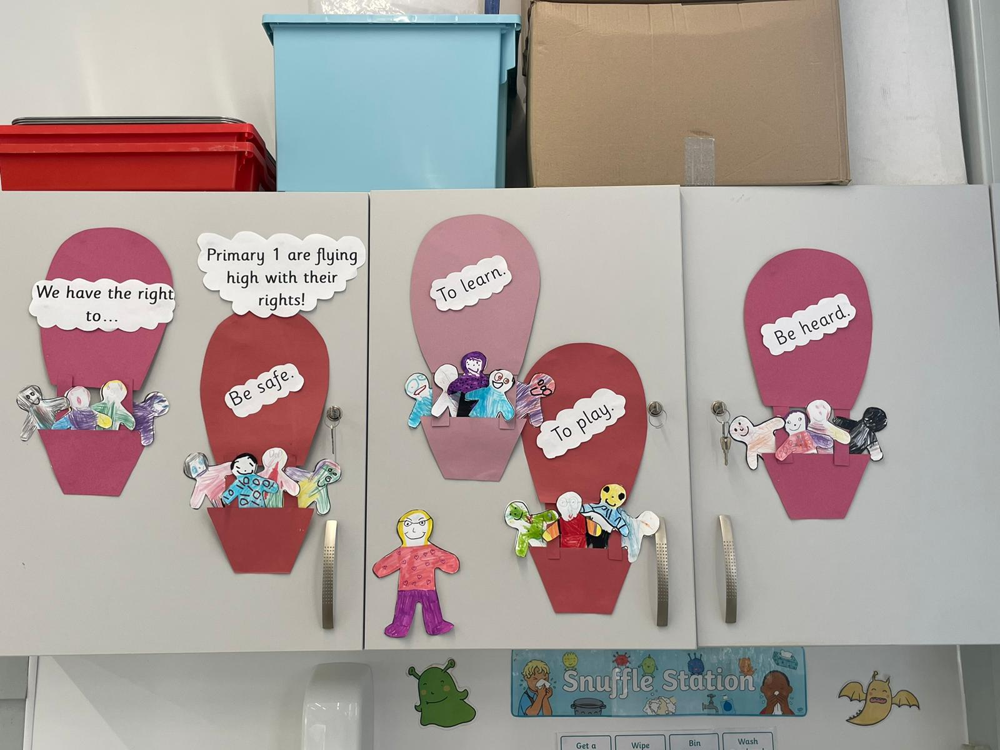 We have the right
to...
Primary 1 are flying
high with their
rights!
Be safe.
To learn.
To play.
Be heard.
Snuffle Station
Get a
Wipe
Bin
Wash